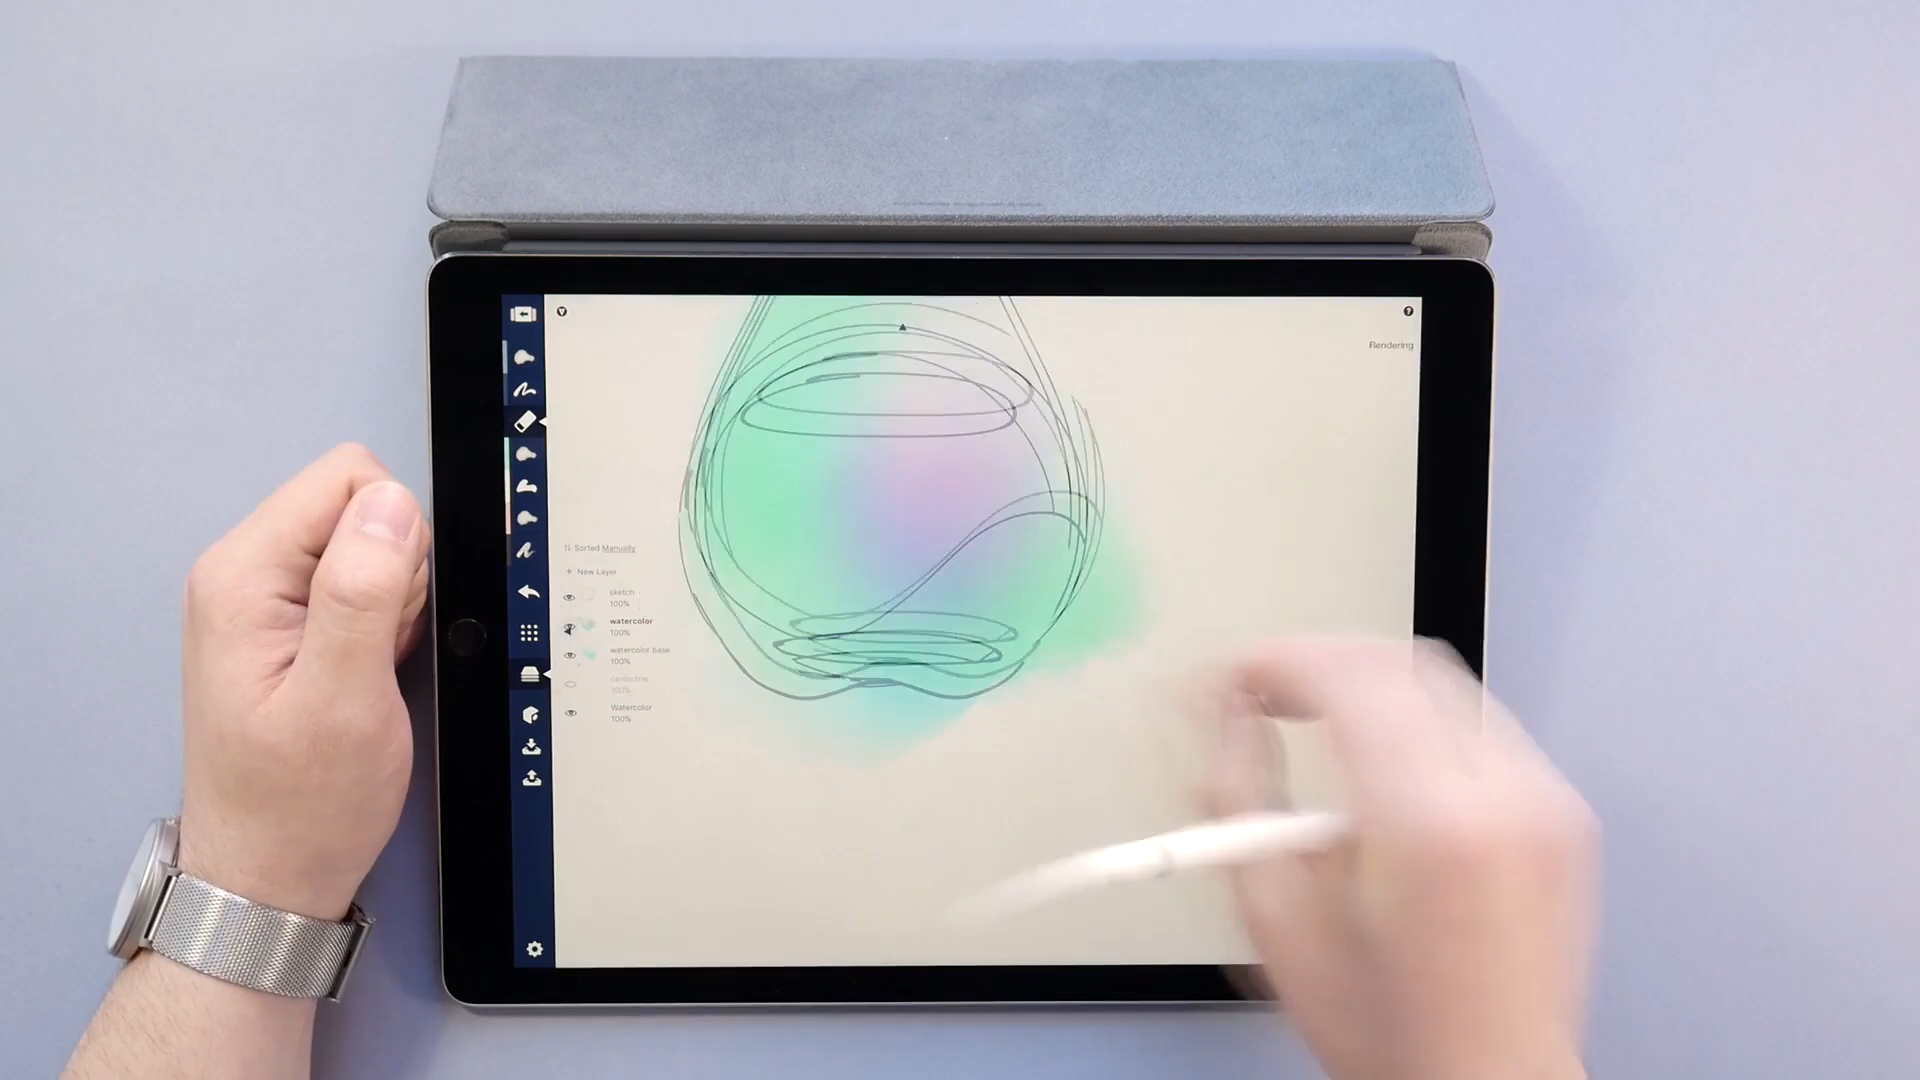 ?
Rendering
Sorted Manually
+ New Layer
sketch
100%
watercolor
100%
watercolor base
100%
centerline
100%
Watercolor
100%